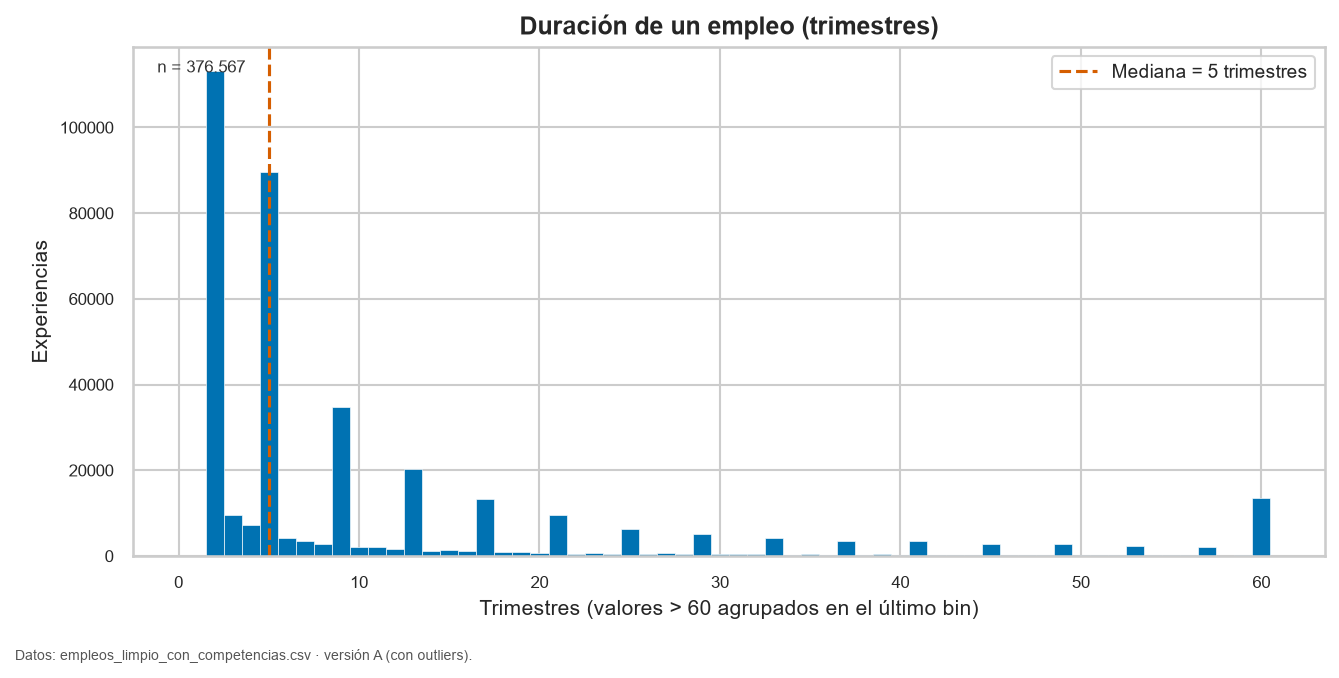 Duración de un empleo (trimestres)
n = 376,567
Mediana = 5 trimestres
Experiencias
100000
80000
60000
40000
20000
0
0 10 20 30 40 50 60
Trimestres (valores > 60 agrupados en el último bin)
Datos: empleos_limpio_con_competencias.csv · versión A (con outliers).